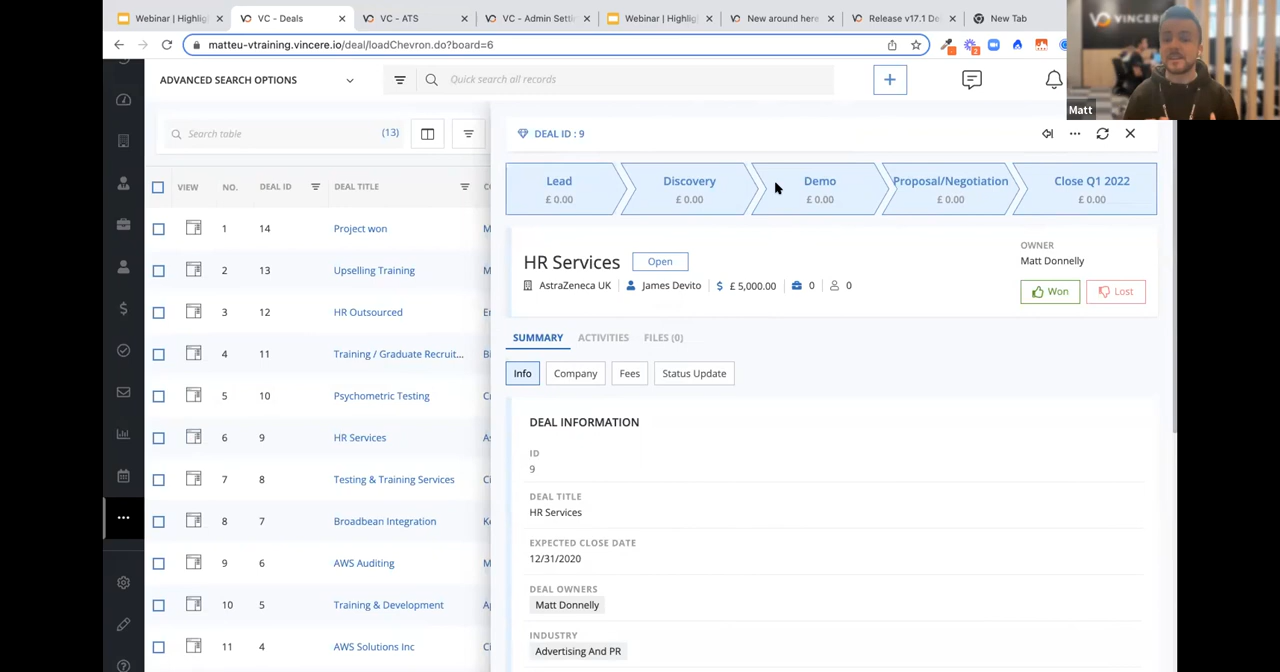 Webinar | Highlig
VC - Deals
VC - ATS
VC - Admin Setti
Webinar | Highlig
New around here
Release v17.1 De
New Tab
matteu-vtraining.vincere.io/deal/loadChevron.do?board=6
VINCERE
Matt
ADVANCED SEARCH OPTIONS
Quick search all records
Search table
(13)
VIEW NO. DEAL ID DEAL TITLE
1 14 Project won
2 13 Upselling Training
3 12 HR Outsourced
4 11 Training / Graduate Recruit...
5 10 Psychometric Testing
6 9 HR Services
7 8 Testing & Training Services
8 7 Broadbean Integration
9 6 AWS Auditing
10 5 Training & Development
11 4 AWS Solutions Inc
DEAL ID : 9
Lead Discovery Demo Proposal/Negotiation Close Q1 2022
£ 0.00 £ 0.00 £ 0.00 £ 0.00 £ 0.00
HR Services Open
AstraZeneca UK James Devito $ £ 5,000.00 0 0
OWNER
Matt Donnelly
Won Lost
SUMMARY ACTIVITIES FILES (0)
Info Company Fees Status Update
DEAL INFORMATION
ID
9
DEAL TITLE
HR Services
EXPECTED CLOSE DATE
12/31/2020
DEAL OWNERS
Matt Donnelly
INDUSTRY
Advertising And PR